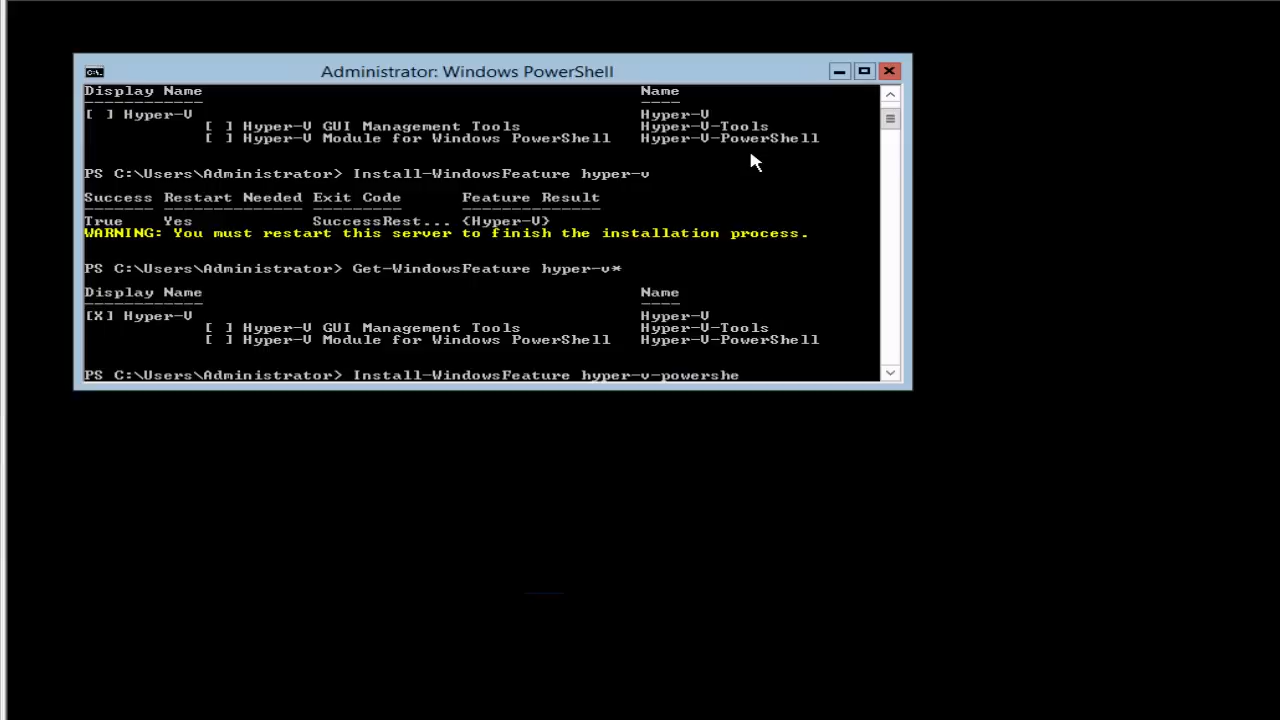 Administrator: Windows PowerShell
Display Name Name
------------ ----
[ ] Hyper-V Hyper-V
[ ] Hyper-V GUI Management Tools Hyper-V-Tools
[ ] Hyper-V Module for Windows PowerShell Hyper-V-PowerShell
PS C:\Users\Administrator> Install-WindowsFeature hyper-v
Success Restart Needed Exit Code Feature Result
------- -------------- --------- --------------
True Yes SuccessRest... {Hyper-V}
WARNING: You must restart this server to finish the installation process.
PS C:\Users\Administrator> Get-WindowsFeature hyper-v*
Display Name Name
------------ ----
[X] Hyper-V Hyper-V
[ ] Hyper-V GUI Management Tools Hyper-V-Tools
[ ] Hyper-V Module for Windows PowerShell Hyper-V-PowerShell
PS C:\Users\Administrator> Install-WindowsFeature hyper-v-powershe